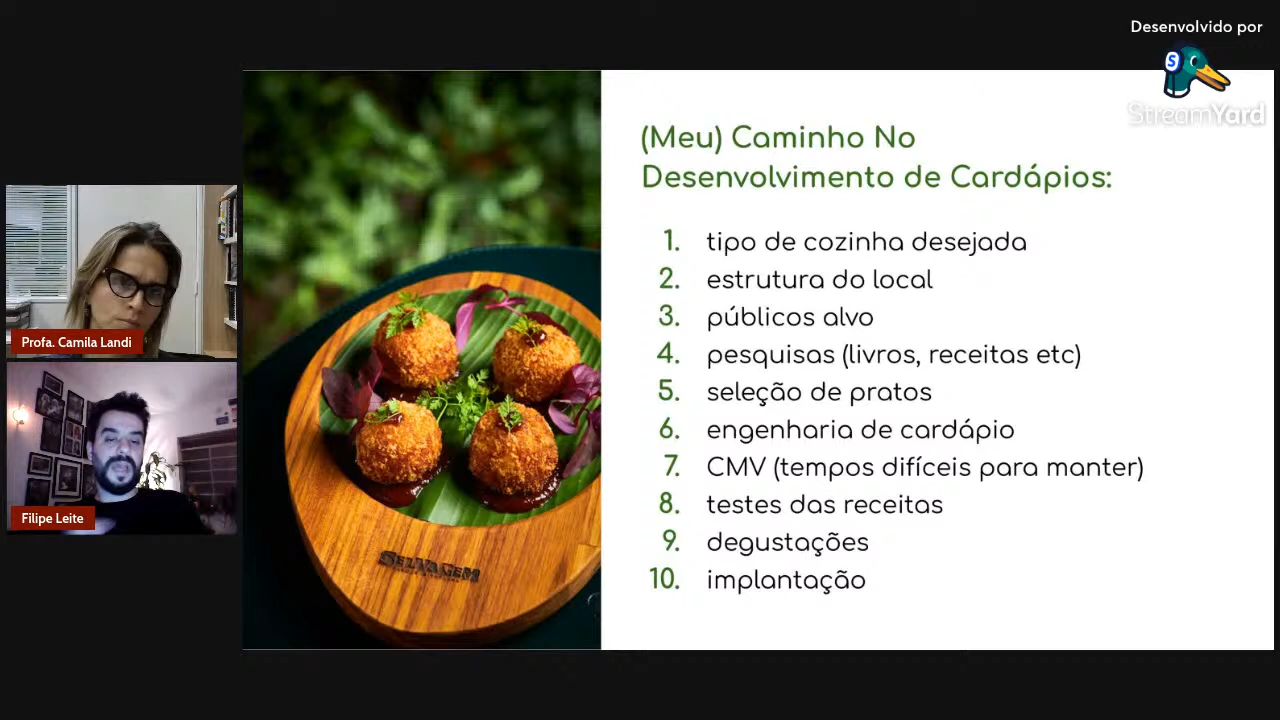 Desenvolvido por
StreamYard
(Meu) Caminho No
Desenvolvimento de Cardápios:
1. tipo de cozinha desejada
2. estrutura do local
3. públicos alvo
4. pesquisas (livros, receitas etc)
5. seleção de pratos
6. engenharia de cardápio
7. CMV (tempos difíceis para manter)
8. testes das receitas
9. degustações
10. implantação
Profa. Camila Landi
Filipe Leite
SELVAGEM